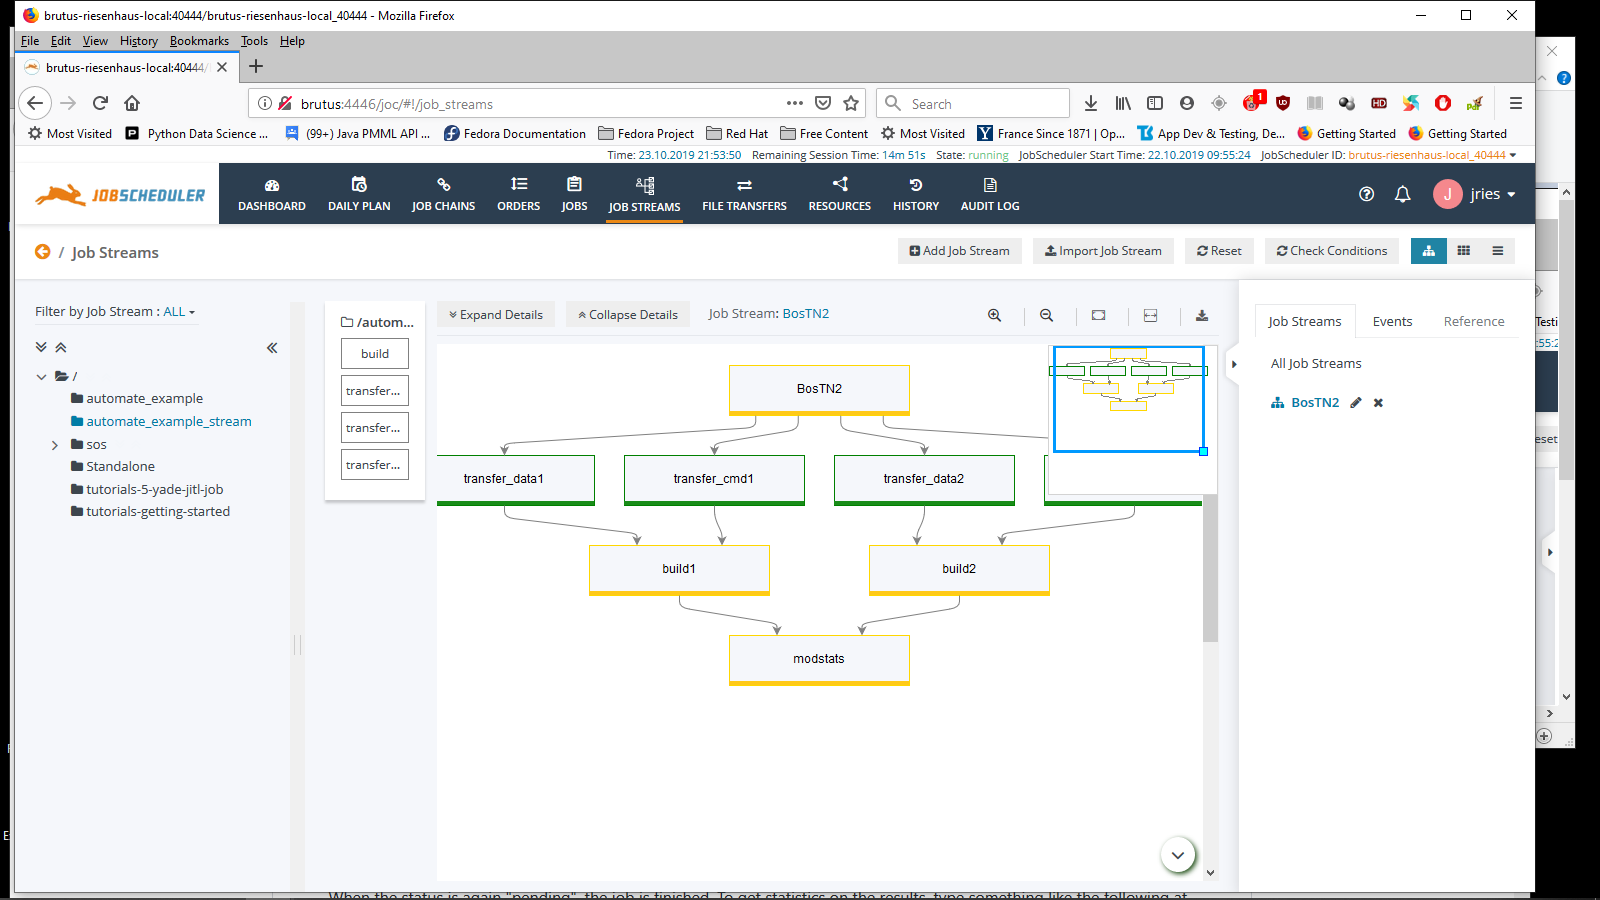 brutus-riesenhaus-local:40444/brutus-riesenhaus-local_40444 - Mozilla Firefox
File Edit View History Bookmarks Tools Help
brutus-riesenhaus-local:40444/
brutus:4446/joc/#!/job_streams
Search
1
HD
Most Visited
Python Data Science ...
(99+) Java PMML API ...
Fedora Documentation
Fedora Project
Red Hat
Free Content
Most Visited
France Since 1871 | Op...
App Dev & Testing, De...
Getting Started
Getting Started
Time: 23.10.2019 21:53:50 Remaining Session Time: 14m 51s State: running JobScheduler Start Time: 22.10.2019 09:55:24 JobScheduler ID: brutus-riesenhaus-local_40444
JOBSCHEDULER
DASHBOARD
DAILY PLAN
JOB CHAINS
ORDERS
JOBS
JOB STREAMS
FILE TRANSFERS
RESOURCES
HISTORY
AUDIT LOG
J jries
/ Job Streams
Add Job Stream
Import Job Stream
Reset
Check Conditions
Filter by Job Stream : ALL
/
automate_example
automate_example_stream
sos
Standalone
tutorials-5-yade-jitl-job
tutorials-getting-started
/autom...
build
transfer...
transfer...
transfer...
Expand Details
Collapse Details
Job Stream: BosTN2
BosTN2
transfer_data1
transfer_cmd1
transfer_data2
build1
build2
modstats
Job Streams
Events
Reference
All Job Streams
BosTN2
Testi
:55:2
eset
When the status is again "pending", the job is finished. To get statistics on the results, type something like the following at